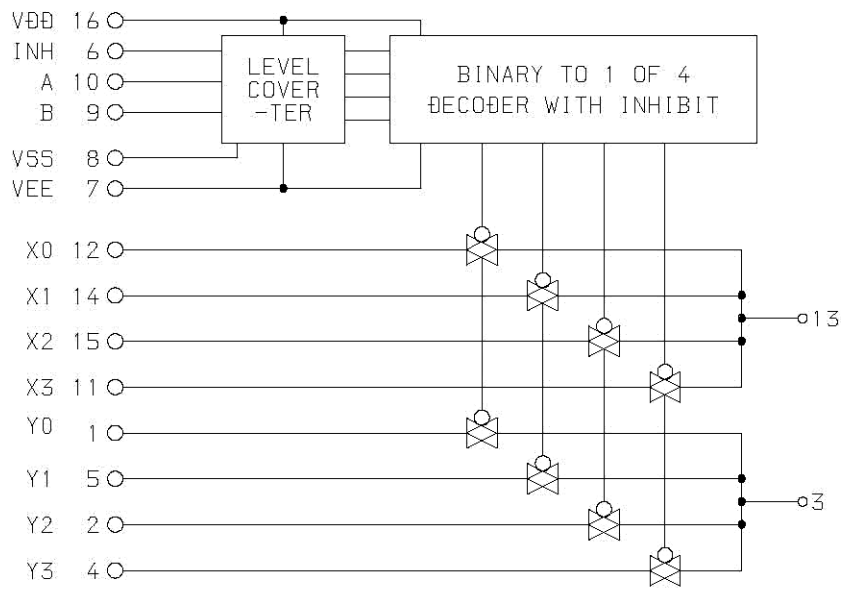 VDD 16
INH 6
A 10
B 9
VSS 8
VEE 7
LEVEL
COVER
-TER
BINARY TO 1 OF 4
DECODER WITH INHIBIT
X0 12
X1 14
X2 15
X3 11
13
Y0 1
Y1 5
Y2 2
Y3 4
3